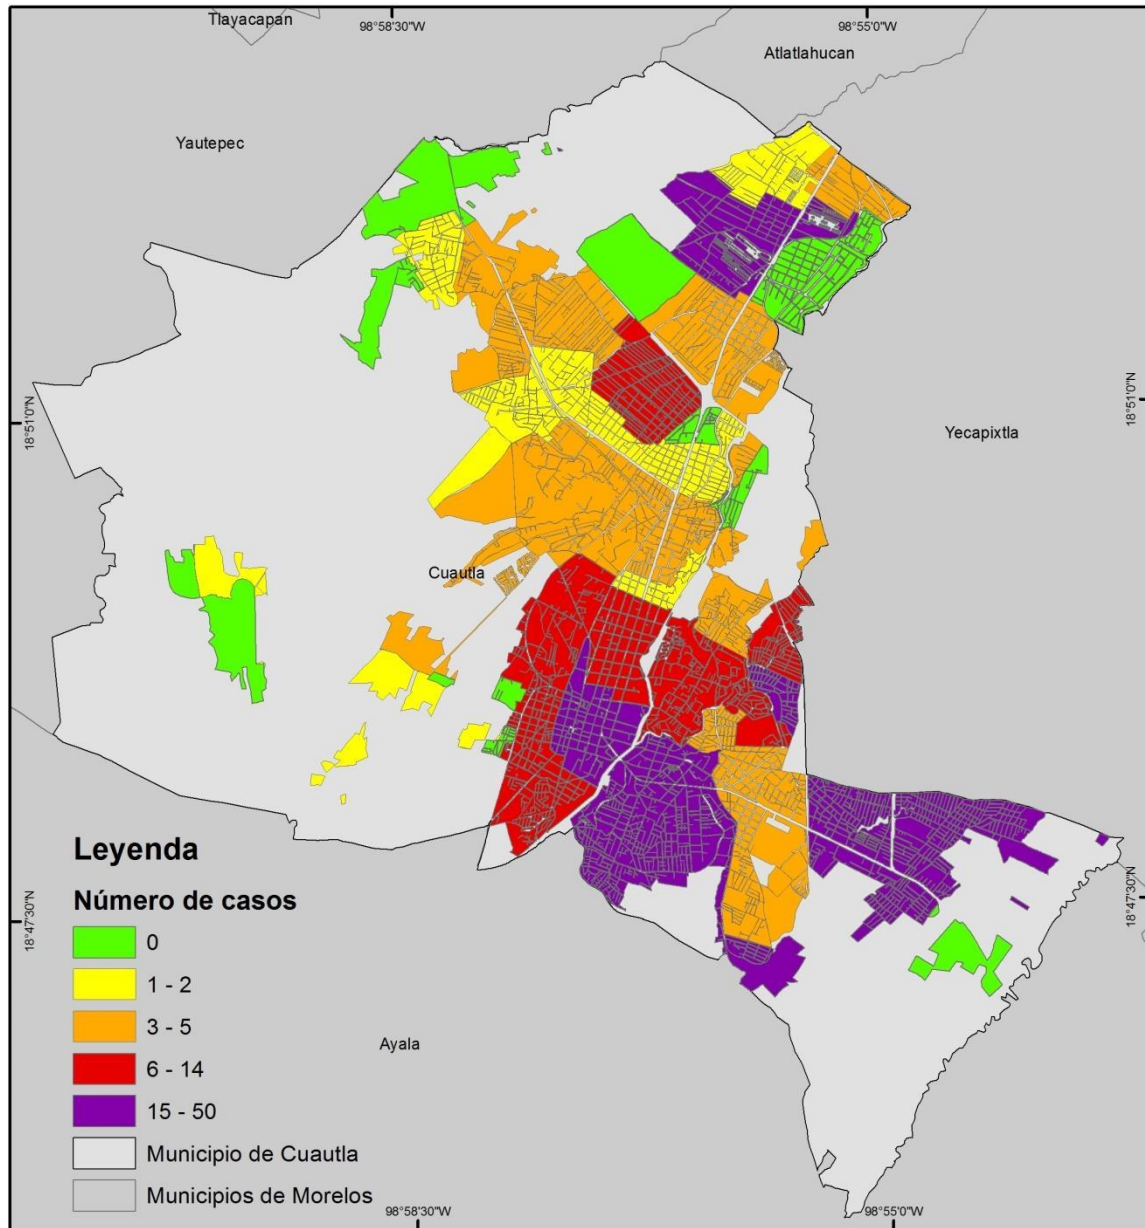 Tlayacapan
98°58'30"W
98°55'0"W
Atlatlahucan
Yautepec
18°51'0"N
18°51'0"N
Yecapixtla
Cuautla
Leyenda
Número de casos
0
1 - 2
3 - 5
6 - 14
15 - 50
Municipio de Cuautla
Municipios de Morelos
18°47'30"N
18°47'30"N
Ayala
98°58'30"W
98°55'0"W